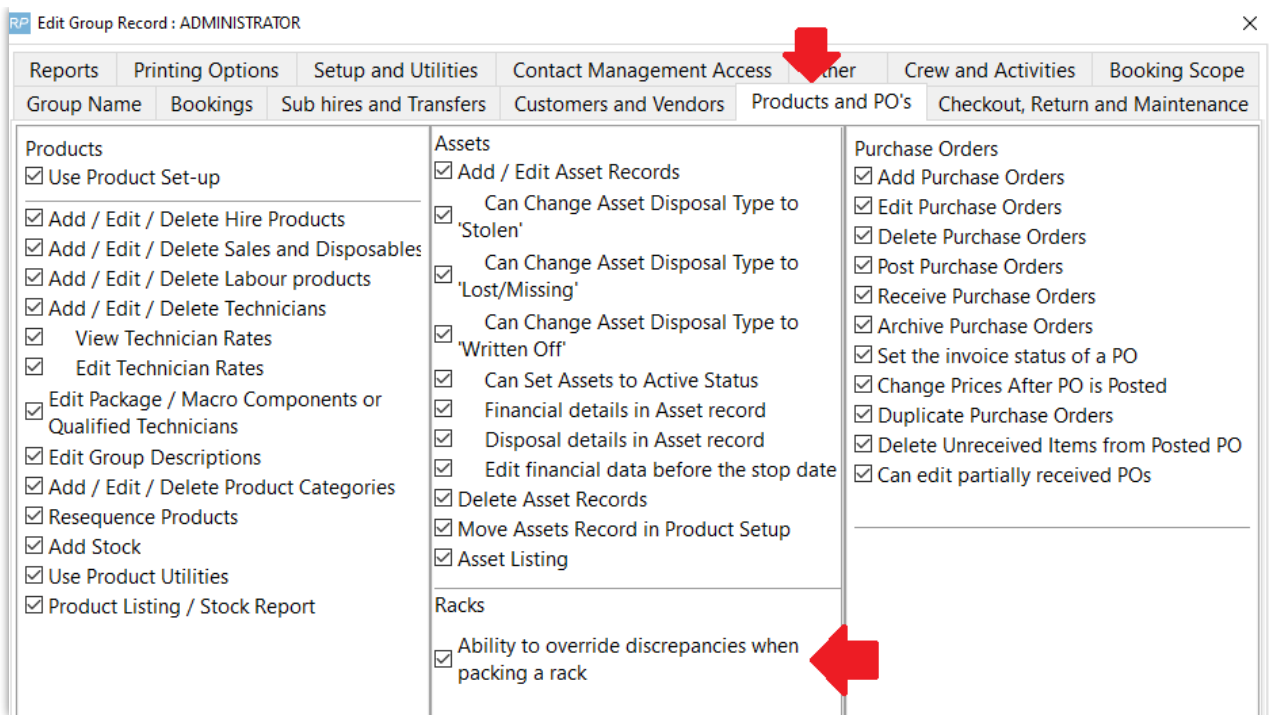 RP Edit Group Record : ADMINISTRATOR
Reports Printing Options Setup and Utilities Contact Management Access Crew and Activities Booking Scope
Group Name Bookings Sub hires and Transfers Customers and Vendors Products and PO's Checkout, Return and Maintenance
Products
Use Product Set-up
Add / Edit / Delete Hire Products
Add / Edit / Delete Sales and Disposables
Add / Edit / Delete Labour products
Add / Edit / Delete Technicians
View Technician Rates
Edit Technician Rates
Edit Package / Macro Components or
Qualified Technicians
Edit Group Descriptions
Add / Edit / Delete Product Categories
Resequence Products
Add Stock
Use Product Utilities
Product Listing / Stock Report
Assets
Add / Edit Asset Records
Can Change Asset Disposal Type to
'Stolen'
Can Change Asset Disposal Type to
'Lost/Missing'
Can Change Asset Disposal Type to
'Written Off'
Can Set Assets to Active Status
Financial details in Asset record
Disposal details in Asset record
Edit financial data before the stop date
Delete Asset Records
Move Assets Record in Product Setup
Asset Listing
Racks
Ability to override discrepancies when
packing a rack
Purchase Orders
Add Purchase Orders
Edit Purchase Orders
Delete Purchase Orders
Post Purchase Orders
Receive Purchase Orders
Archive Purchase Orders
Set the invoice status of a PO
Change Prices After PO is Posted
Duplicate Purchase Orders
Delete Unreceived Items from Posted PO
Can edit partially received POs